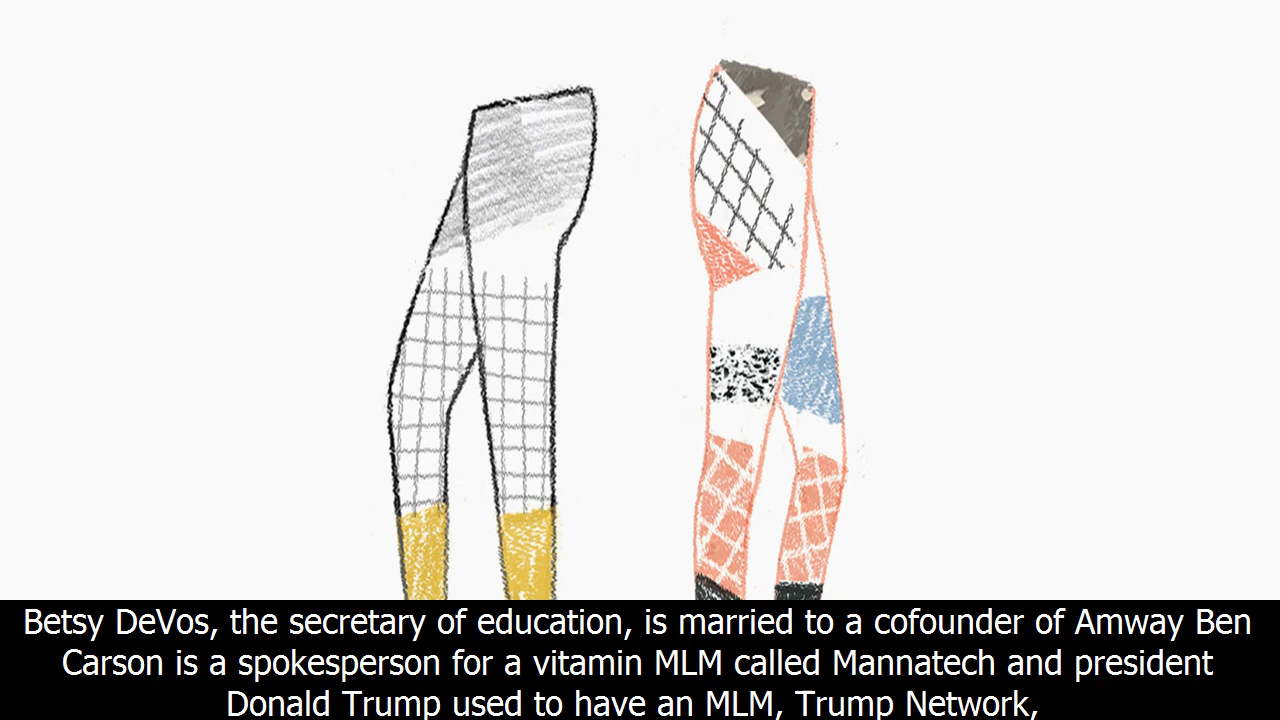 Betsy DeVos, the secretary of education, is married to a cofounder of Amway Ben
Carson is a spokesperson for a vitamin MLM called Mannatech and president
Donald Trump used to have an MLM, Trump Network,